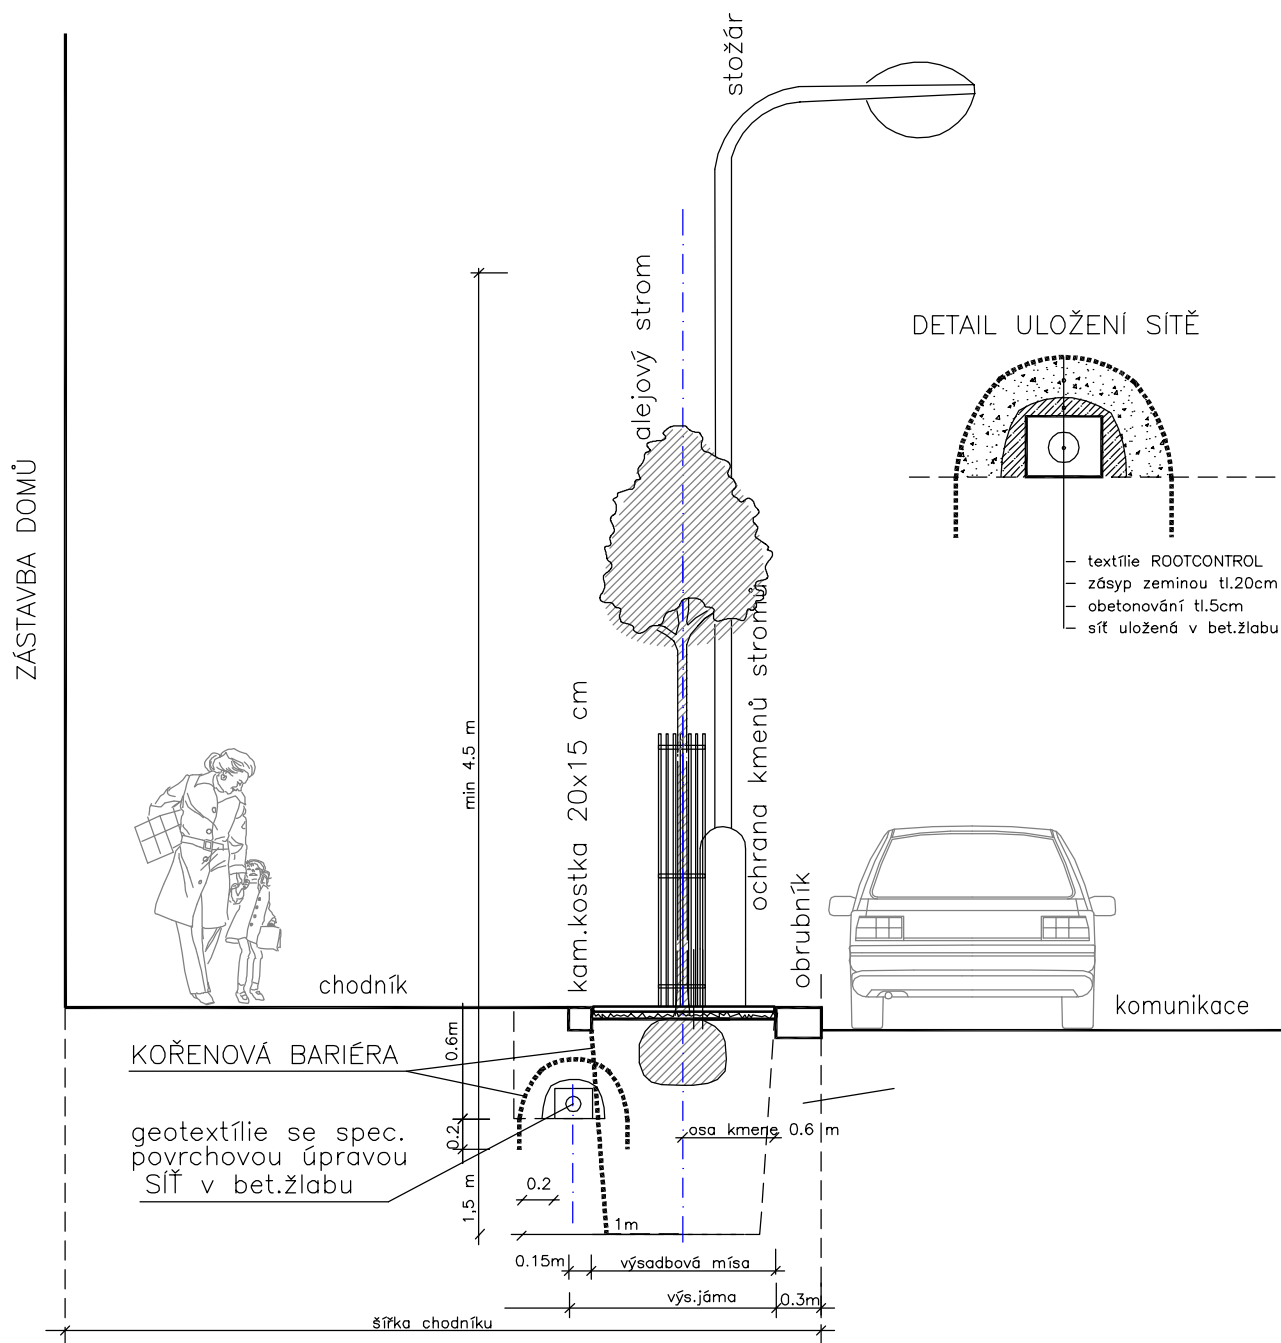 stožár
alejový strom
DETAIL ULOŽENÍ SÍTĚ
ZÁSTAVBA DOMŮ
textílie ROOTCONTROL
zásyp zeminou tl.20cm
obetonování tl.5cm
síť uložená v bet.žlabu
min 4.5 m
kam.kostka 20x15 cm
ochrana kmenů stromů
obrubník
chodník
komunikace
KOŘENOVÁ BARIÉRA
0.6m
geotextílie se spec.
povrchovou úpravou
SÍŤ v bet.žlabu
0.2
1,5 m
0.2
osa kmene 0.6 m
1m
0.15m
výsadbová mísa
výs.jáma
0.3m
šířka chodníku